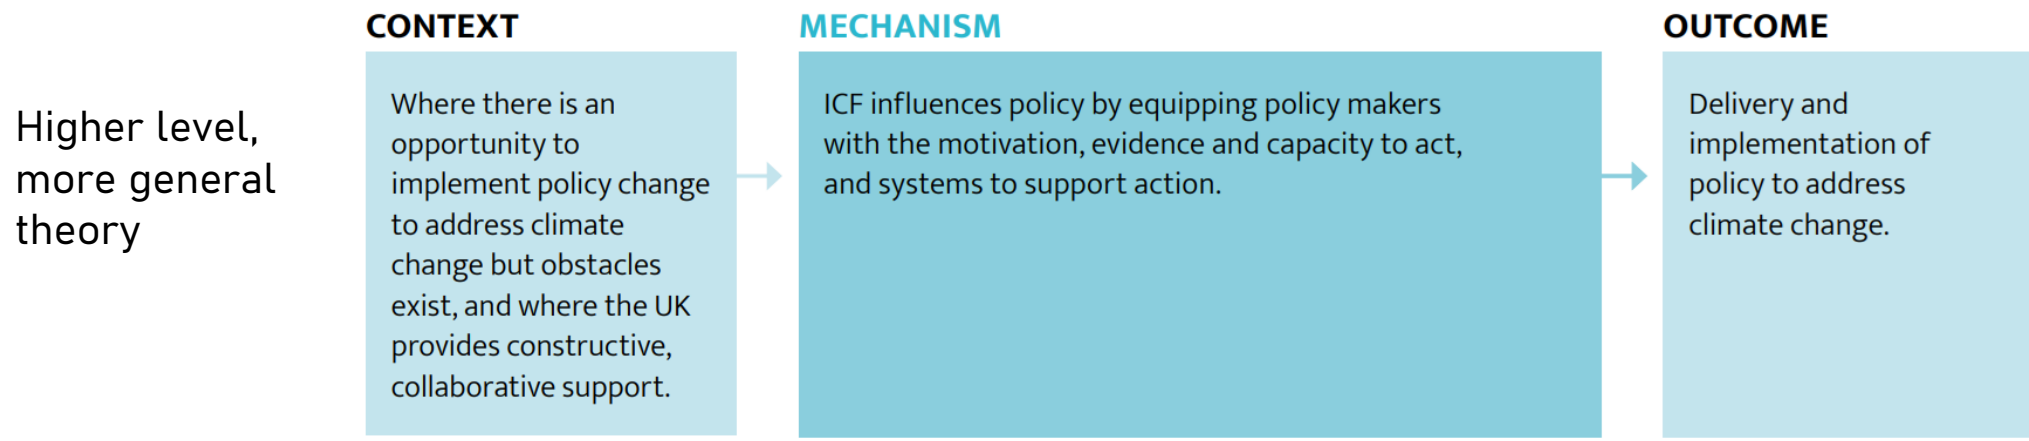 Higher level,
more general
theory
CONTEXT
Where there is an
opportunity to
implement policy change
to address climate
change but obstacles
exist, and where the UK
provides constructive,
collaborative support.
MECHANISM
ICF influences policy by equipping policy makers
with the motivation, evidence and capacity to act,
and systems to support action.
OUTCOME
Delivery and
implementation of
policy to address
climate change.